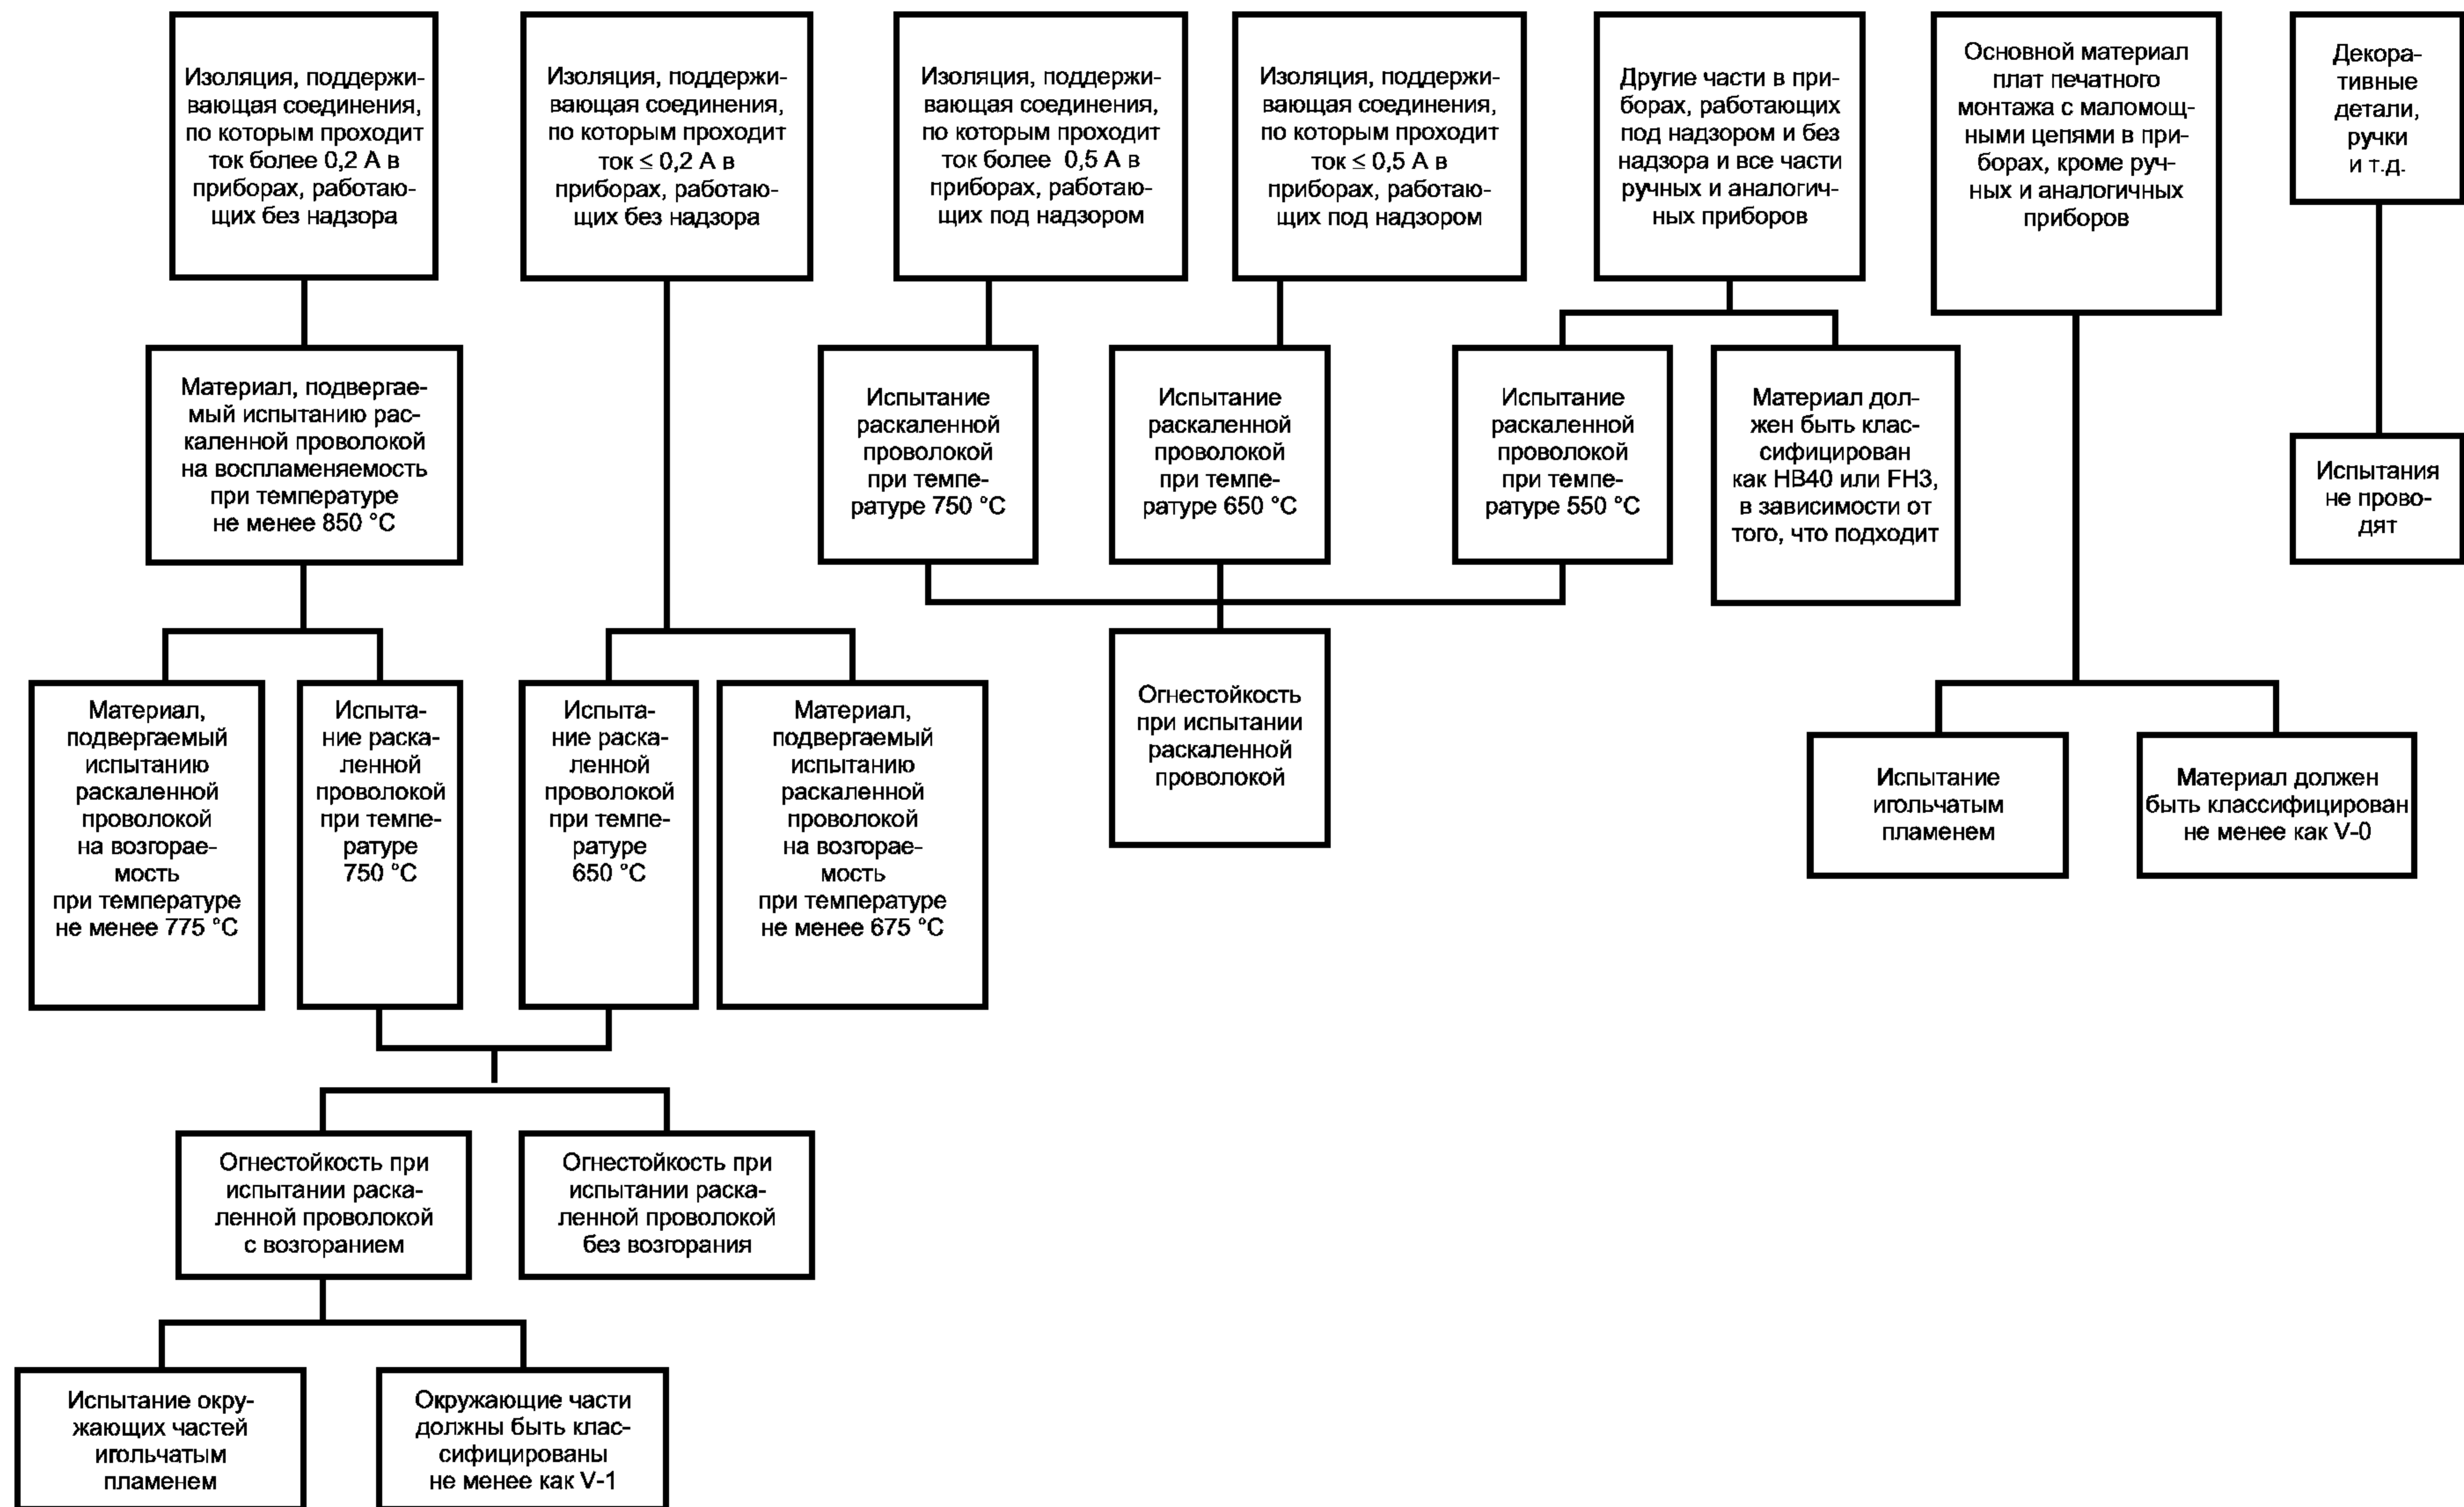 Изоляция, поддержи-
вающая соединения,
по которым проходит
ток более 0,2 А в
приборах, работаю-
щих без надзора
Изоляция, поддержи-
вающая соединения,
по которым проходит
ток ≤ 0,2 А в
приборах, работаю-
щих без надзора
Изоляция, поддержи-
вающая соединения,
по которым проходит
ток более 0,5 А в
приборах, работаю-
щих под надзором
Изоляция, поддержи-
вающая соединения,
по которым проходит
ток ≤ 0,5 А в
приборах, работаю-
щих под надзором
Другие части в при-
борах, работающих
под надзором и без
надзора и все части
ручных и аналогич-
ных приборов
Основной материал
плат печатного
монтажа с маломощ-
ными цепями в при-
борах, кроме руч-
ных и аналогичных
приборов
Декора-
тивные
детали,
ручки
и т.д.
Материал, подвергае-
мый испытанию рас-
каленной проволокой
на воспламеняемость
при температуре
не менее 850 °С
Испытание
раскаленной
проволокой
при темпе-
ратуре 750 °С
Испытание
раскаленной
проволокой
при темпе-
ратуре 650 °С
Испытание
раскаленной
проволокой
при темпе-
ратуре 550 °С
Материал дол-
жен быть клас-
сифицирован
как НВ40 или FH3,
в зависимости от
того, что подходит
Испытания
не прово-
дят
Материал,
подвергаемый
испытанию
раскаленной
проволокой
на возгорае-
мость
при температуре
не менее 775 °С
Испыта-
ние раска-
ленной
проволокой
при темпе-
ратуре
750 °С
Испыта-
ние раска-
ленной
проволокой
при темпе-
ратуре
650 °С
Материал,
подвергаемый
испытанию
раскаленной
проволокой
на возгорае-
мость
при температуре
не менее 675 °С
Огнестойкость
при испытании
раскаленной
проволокой
Испытание
игольчатым
пламенем
Материал должен
быть классифицирован
не менее как V-0
Огнестойкость при
испытании раска-
ленной проволокой
с возгоранием
Огнестойкость при
испытании раска-
ленной проволокой
без возгорания
Испытание окру-
жающих частей
игольчатым
пламенем
Окружающие части
должны быть клас-
сифицированы
не менее как V-1